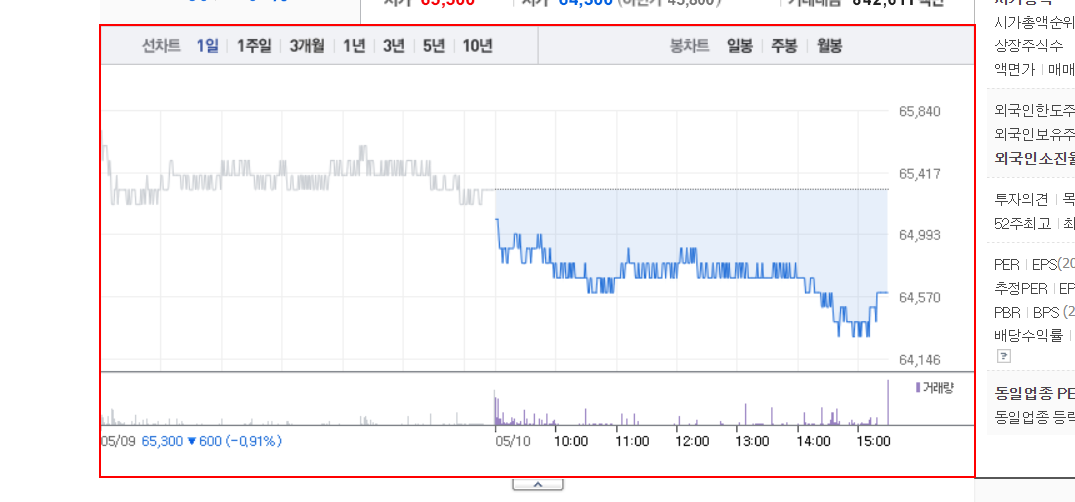 선차트 1일 1주일 3개월 1년 3년 5년 10년 봉차트 일봉 주봉 월봉
65,840
65,417
64,993
64,570
64,146
거래량
05/09 65,300 ▼ 600 (-0.91%) 05/10 10:00 11:00 12:00 13:00 14:00 15:00
시가총액순위
상장주식수
액면가 | 매매
외국인한도주
외국인보유주
외국인소진율
투자의견 | 목
52주최고 | 최
PER | EPS(20
추정PER | EP
PBR | BPS (2
배당수익률 |
?
동일업종 PE
동일업종 등락